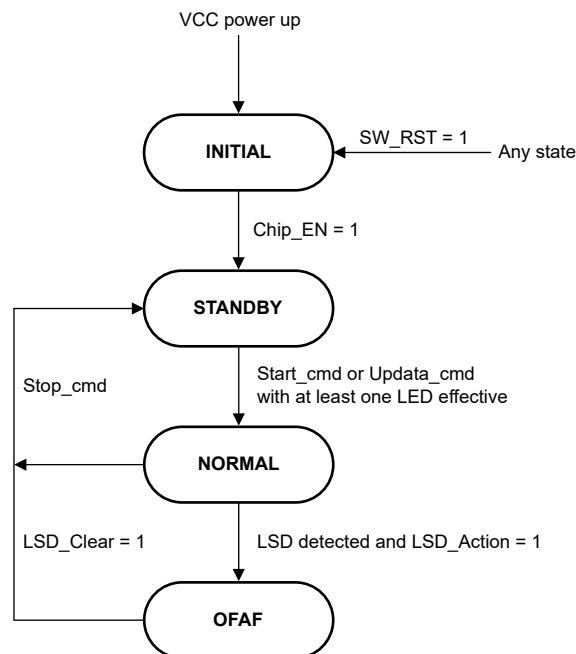 VCC power up
INITIAL
SW_RST = 1
Any state
Chip_EN = 1
STANDBY
Stop_cmd
Start_cmd or Updata_cmd
with at least one LED effective
NORMAL
LSD_Clear = 1
LSD detected and LSD_Action = 1
OFAF